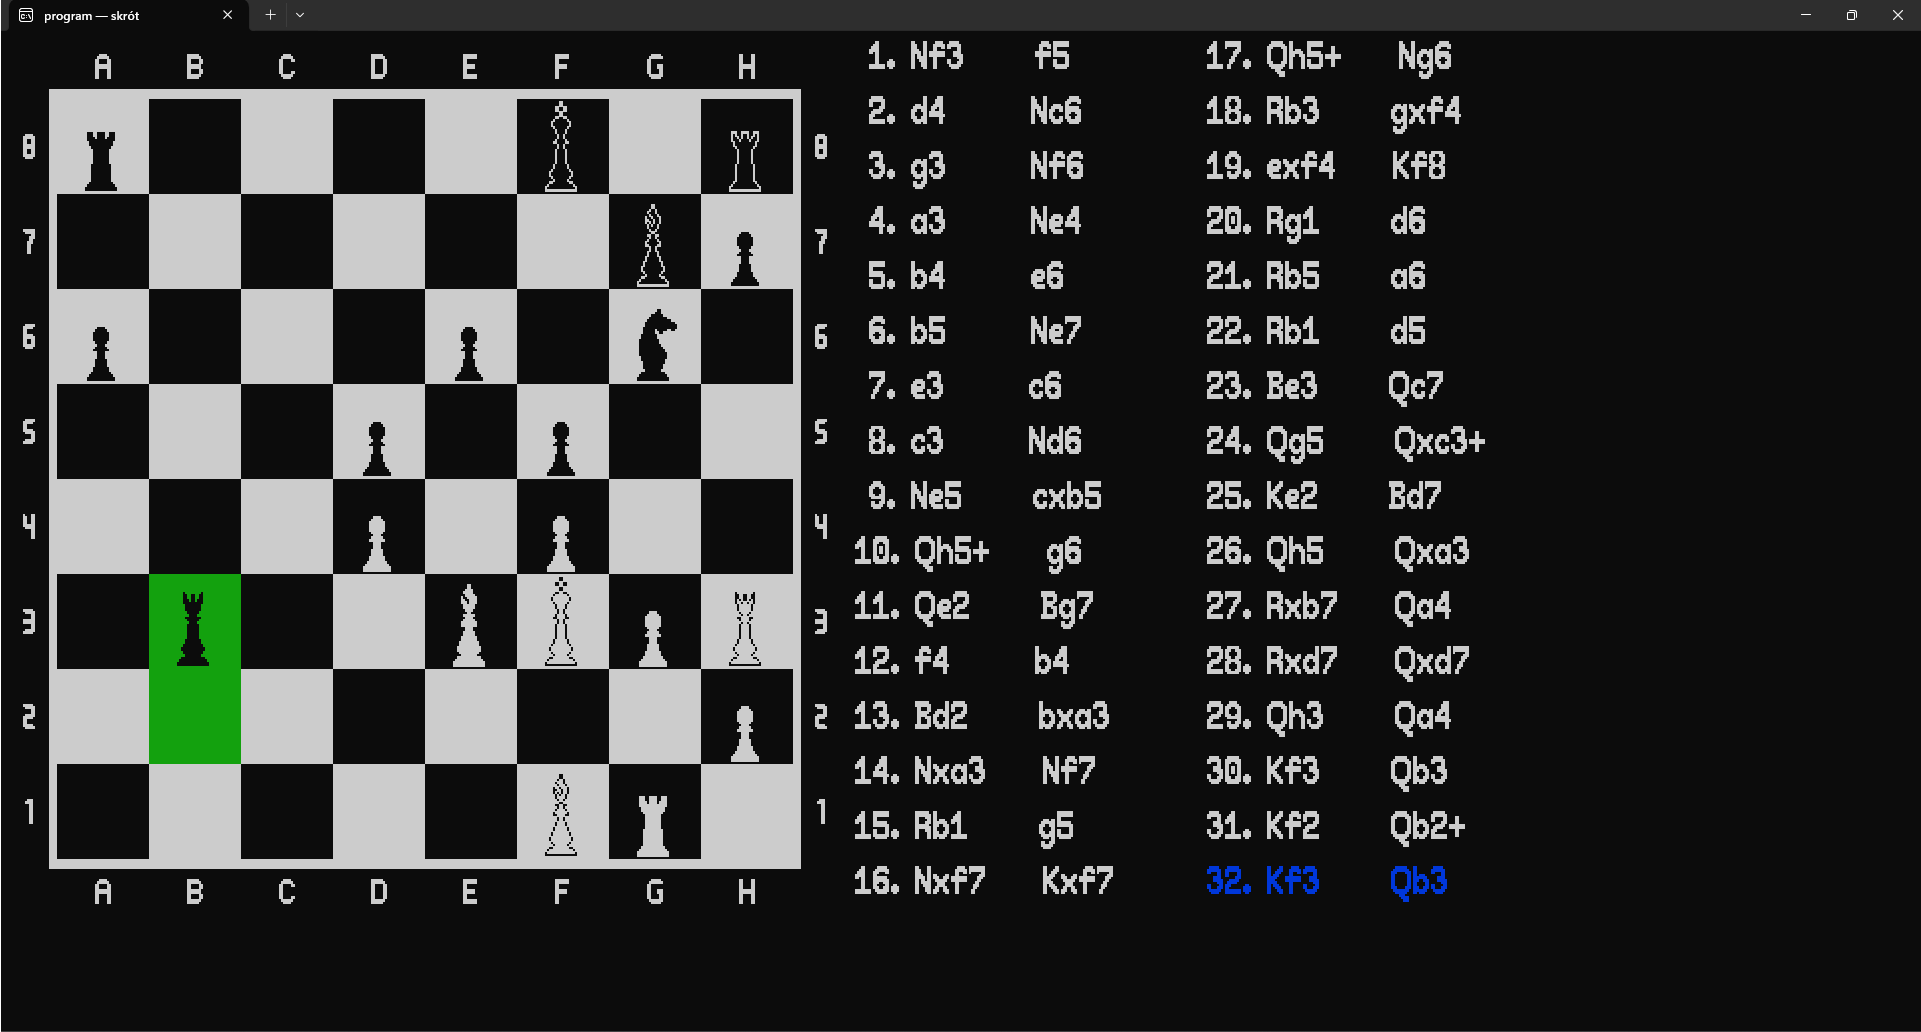 program — skrót
A B C D E F G H
8 8
7 7
6 6
5 5
4 4
3 3
2 2
1 1
A B C D E F G H
1. Nf3 f5
2. d4 Nc6
3. g3 Nf6
4. a3 Ne4
5. b4 e6
6. b5 Ne7
7. e3 c6
8. c3 Nd6
9. Ne5 cxb5
10. Qh5+ g6
11. Qe2 Bg7
12. f4 b4
13. Bd2 bxa3
14. Nxa3 Nf7
15. Rb1 g5
16. Nxf7 Kxf7
17. Qh5+ Ng6
18. Rb3 gxf4
19. exf4 Kf8
20. Rg1 d6
21. Rb5 a6
22. Rb1 d5
23. Be3 Qc7
24. Qg5 Qxc3+
25. Ke2 Bd7
26. Qh5 Qxa3
27. Rxb7 Qa4
28. Rxd7 Qxd7
29. Qh3 Qa4
30. Kf3 Qb3
31. Kf2 Qb2+
32. Kf3 Qb3